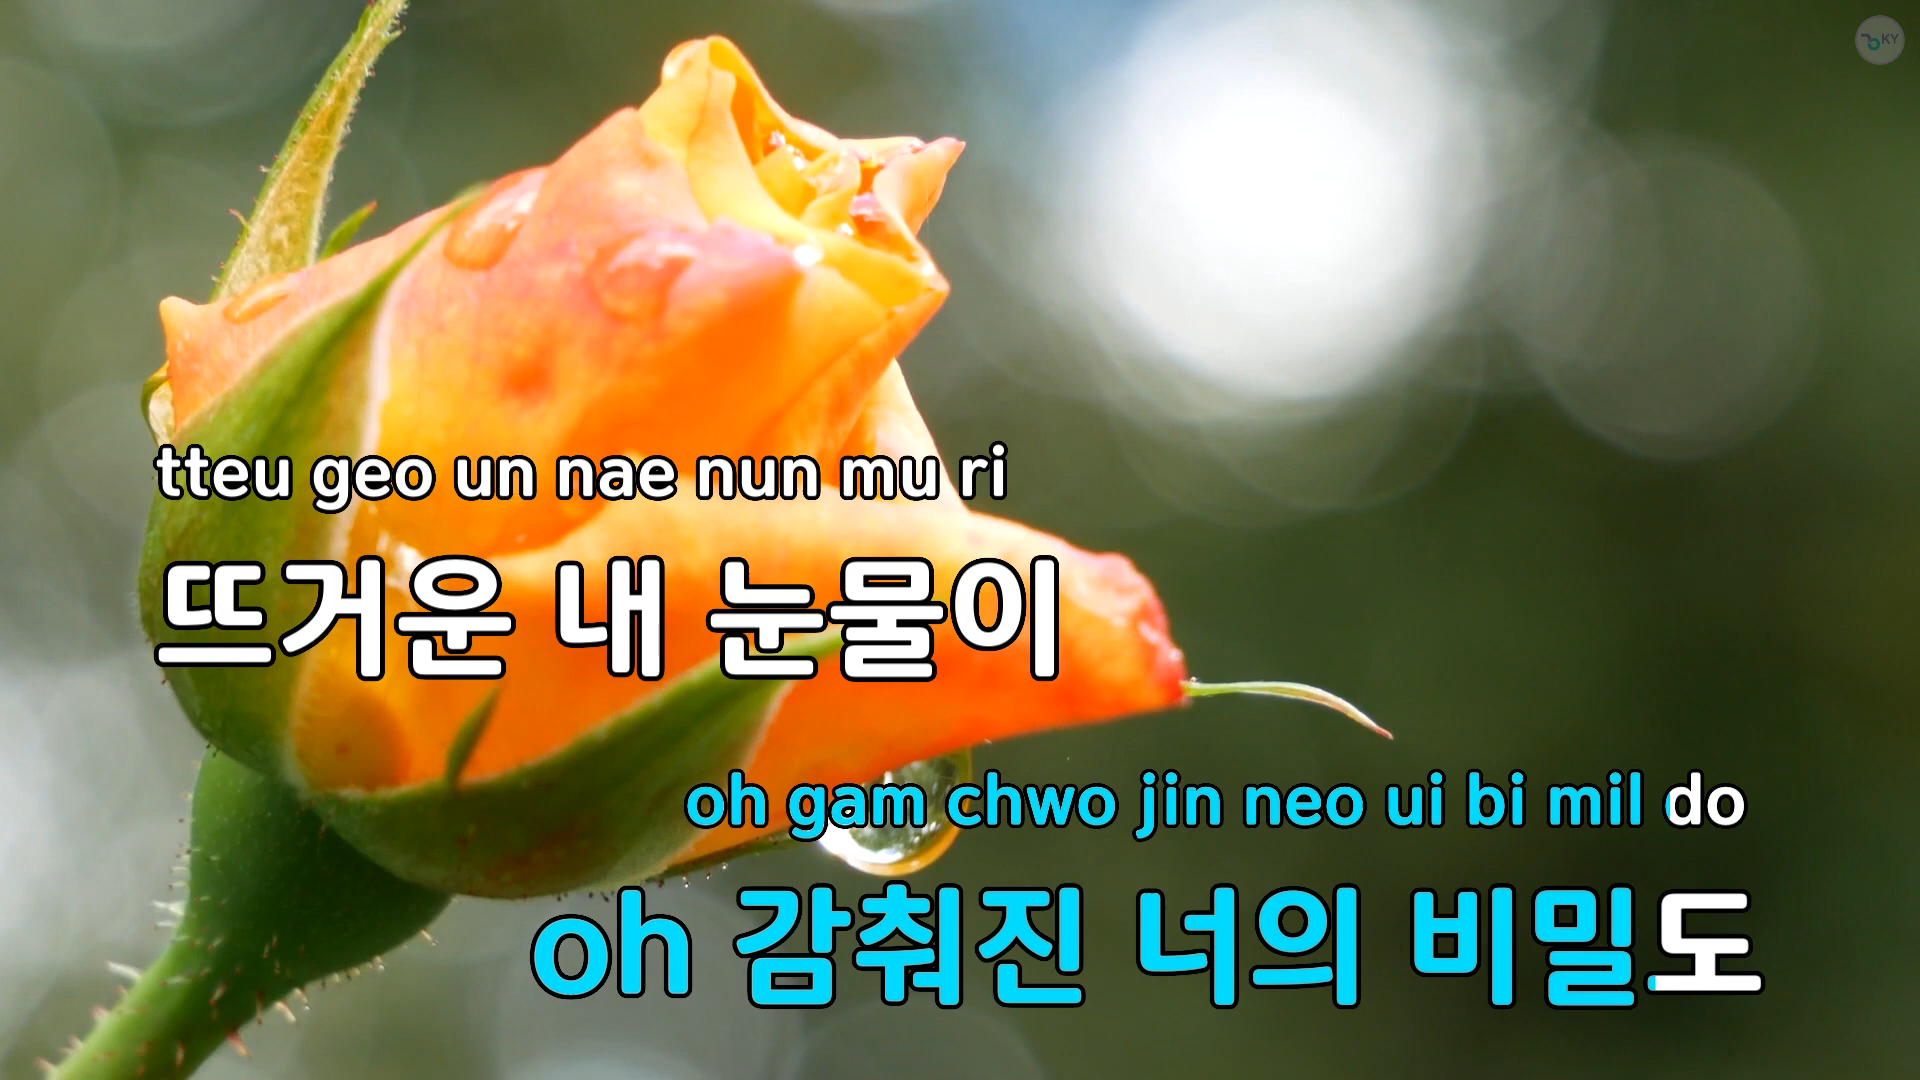 KY
tteu geo un nae nun mu ri
뜨거운 내 눈물이
oh gam chwo jin neo ui bi mil do
oh 감춰진 너의 비밀도